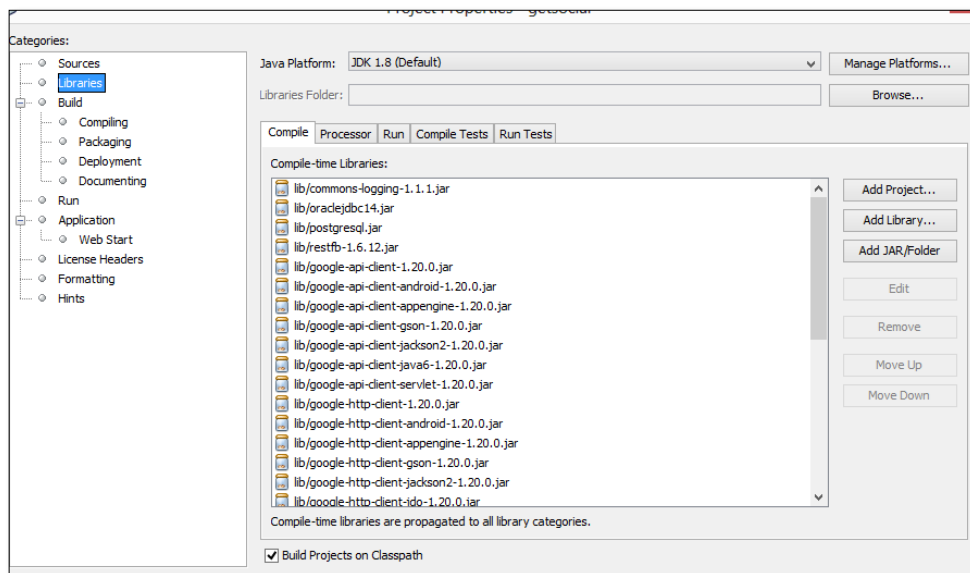 Project Properties - getsocial
Categories:
Sources
Libraries
Build
Compiling
Packaging
Deployment
Documenting
Run
Application
Web Start
License Headers
Formatting
Hints
Java Platform: JDK 1.8 (Default) Manage Platforms...
Libraries Folder: Browse...
Compile Processor Run Compile Tests Run Tests
Compile-time Libraries:
lib/commons-logging-1.1.1.jar
lib/oraclejdbc14.jar
lib/postgresql.jar
lib/restfb-1.6.12.jar
lib/google-api-client-1.20.0.jar
lib/google-api-client-android-1.20.0.jar
lib/google-api-client-appengine-1.20.0.jar
lib/google-api-client-gson-1.20.0.jar
lib/google-api-client-jackson2-1.20.0.jar
lib/google-api-client-java6-1.20.0.jar
lib/google-api-client-servlet-1.20.0.jar
lib/google-http-client-1.20.0.jar
lib/google-http-client-android-1.20.0.jar
lib/google-http-client-appengine-1.20.0.jar
lib/google-http-client-gson-1.20.0.jar
lib/google-http-client-jackson2-1.20.0.jar
lib/google-http-client-jdo-1.20.0.jar
Add Project...
Add Library...
Add JAR/Folder
Edit
Remove
Move Up
Move Down
Compile-time libraries are propagated to all library categories.
Build Projects on Classpath